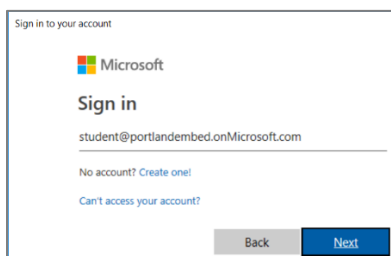 Sign in to your account
Microsoft
Sign in
student@portlandembed.onMicrosoft.com
No account? Create one!
Can't access your account?
Back Next